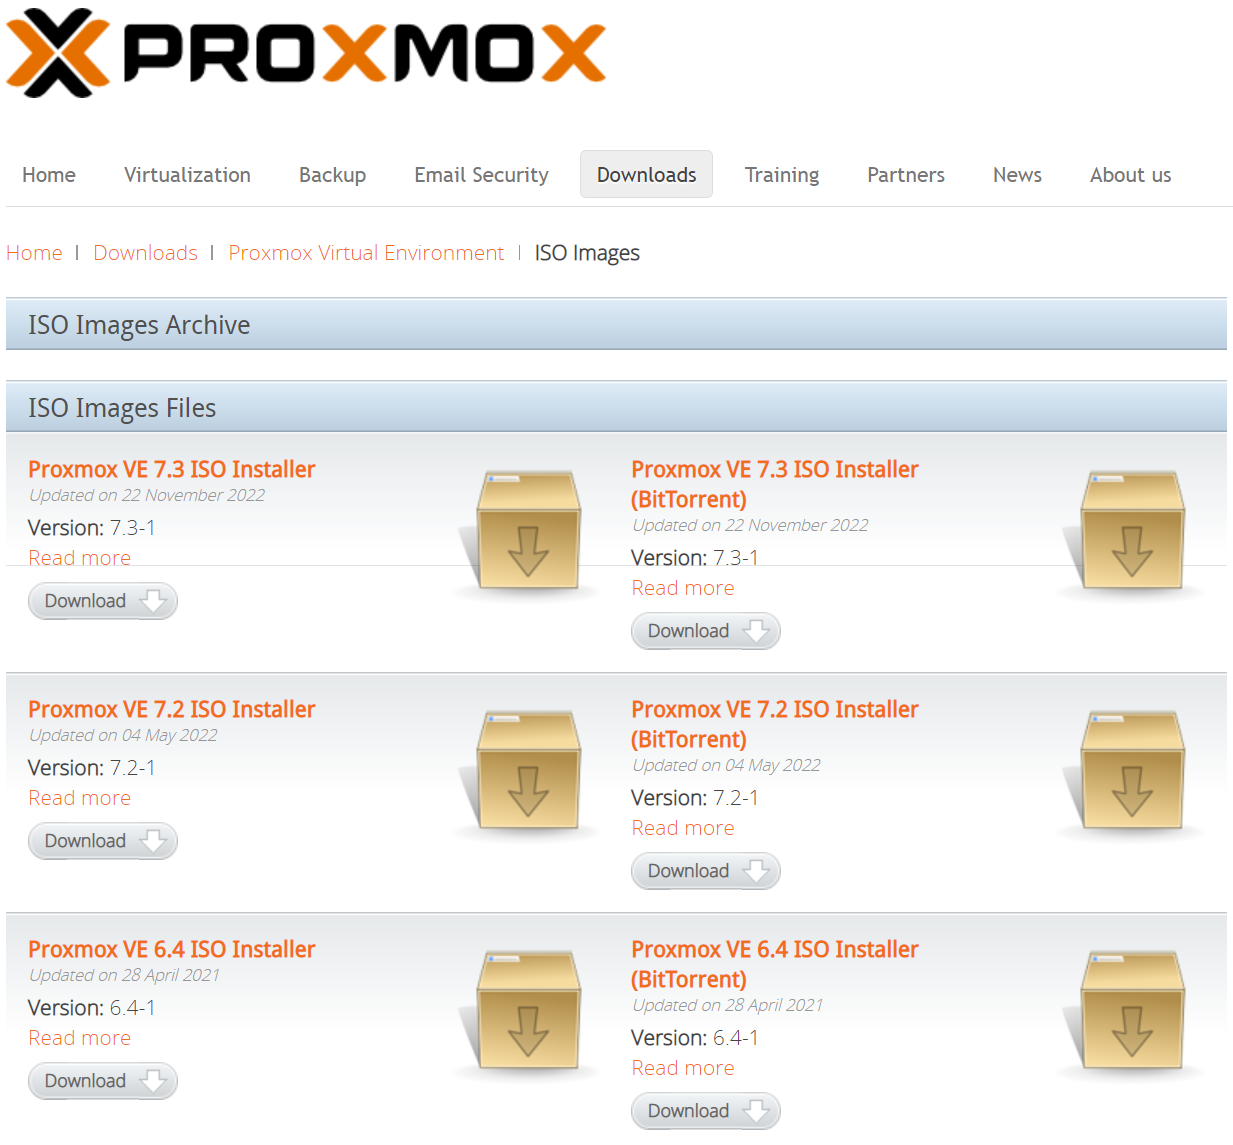 PROXMOX
Home Virtualization Backup Email Security Downloads Training Partners News About us
Home | Downloads | Proxmox Virtual Environment | ISO Images
ISO Images Archive
ISO Images Files
Proxmox VE 7.3 ISO Installer
Updated on 22 November 2022
Version: 7.3-1
Read more
Download
Proxmox VE 7.3 ISO Installer
(BitTorrent)
Updated on 22 November 2022
Version: 7.3-1
Read more
Download
Proxmox VE 7.2 ISO Installer
Updated on 04 May 2022
Version: 7.2-1
Read more
Download
Proxmox VE 7.2 ISO Installer
(BitTorrent)
Updated on 04 May 2022
Version: 7.2-1
Read more
Download
Proxmox VE 6.4 ISO Installer
Updated on 28 April 2021
Version: 6.4-1
Read more
Download
Proxmox VE 6.4 ISO Installer
(BitTorrent)
Updated on 28 April 2021
Version: 6.4-1
Read more
Download